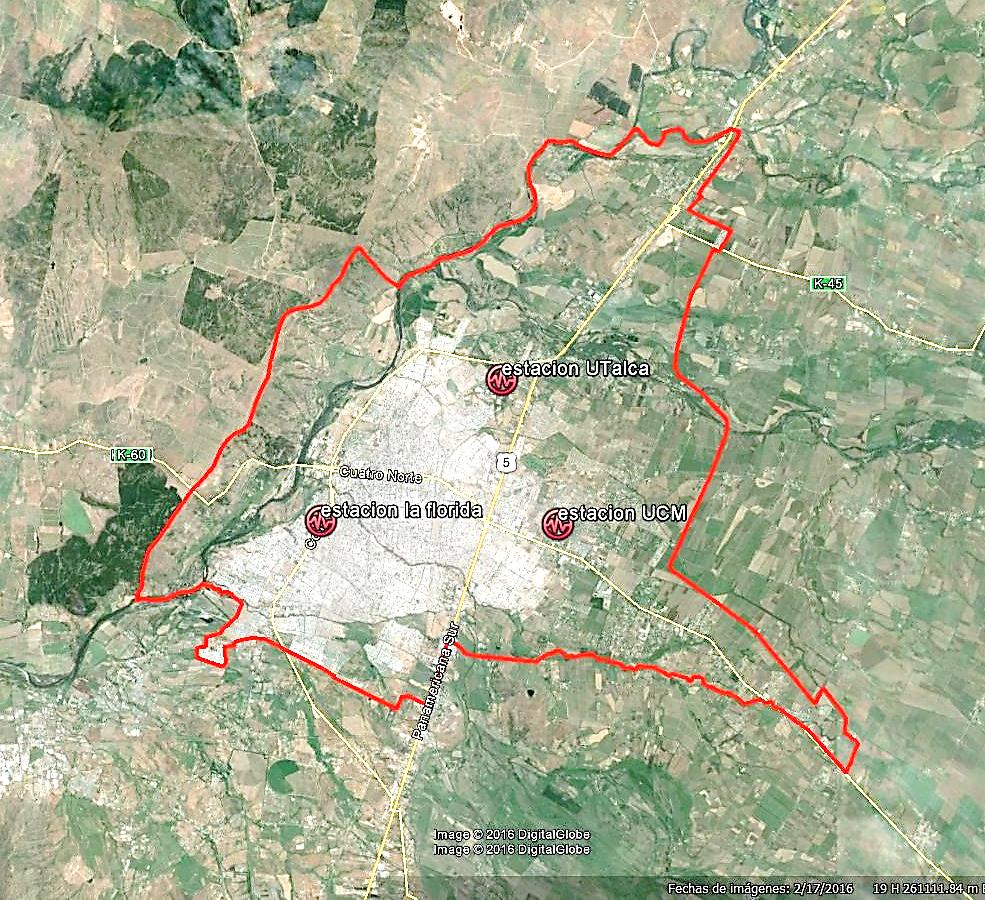 K-45
estacion UTalca
K-60
5
Cuatro Norte
estacion la florida
estacion UCM
Panamericana Sur
Image © 2016 DigitalGlobe
Image © 2016 DigitalGlobe
Fechas de imágenes: 2/17/2016 19 H 261111.84 m E